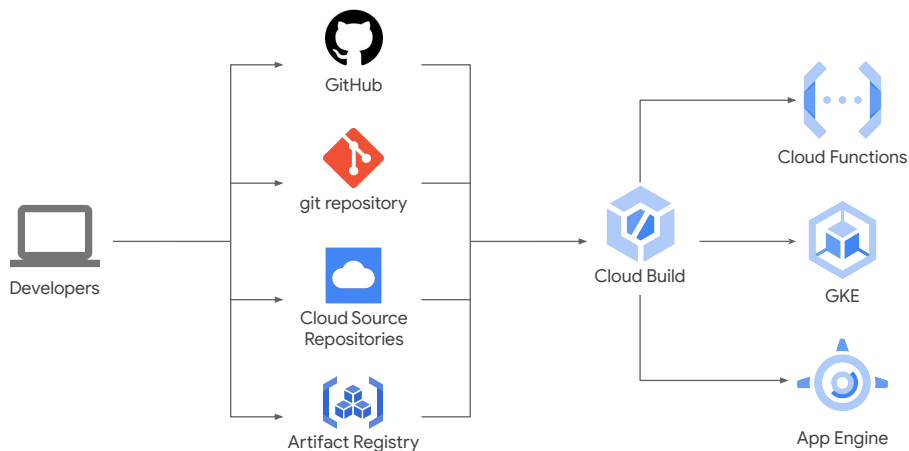 GitHub
git repository
Developers
Cloud Source
Repositories
Artifact Registry
Cloud Build
Cloud Functions
GKE
App Engine